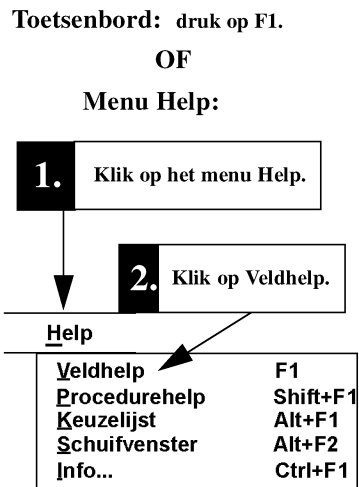 Toetsenbord: druk op F1.
OF
Menu Help:
1. Klik op het menu Help.
2. Klik op Veldhelp.
Help
Veldhelp F1
Procedurehelp Shift+F1
Keuzelijst Alt+F1
Schuifvenster Alt+F2
Info... Ctrl+F1